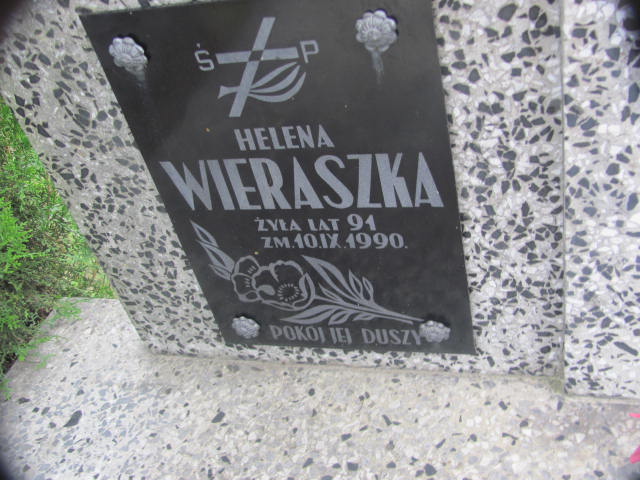 Ś P
HELENA
WIERASZKA
ŻYŁA LAT 91
ZM.10.IX.1990.
POKÓJ JEJ DUSZY